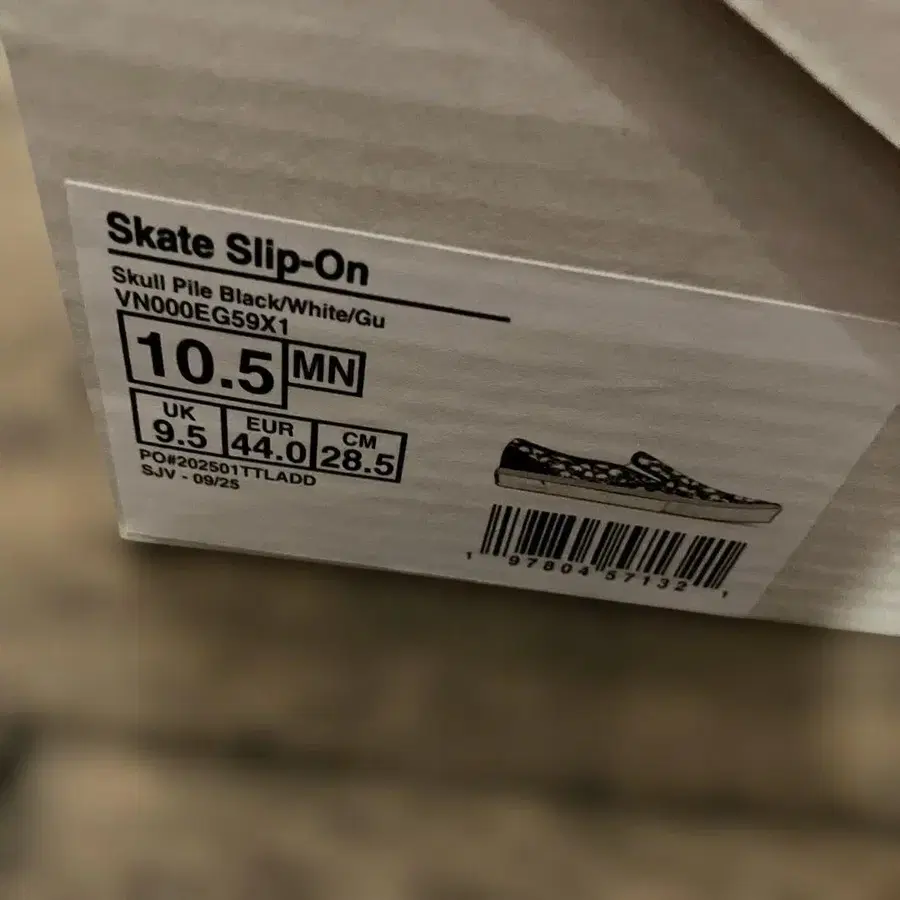 Skate Slip-On
Skull Pile Black/White/Gu
VN000EG59X1
10.5 MN
UK EUR CM
9.5 44.0 28.5
PO#202501TTLADD
SJV - 09/25
1 97804 57132 1